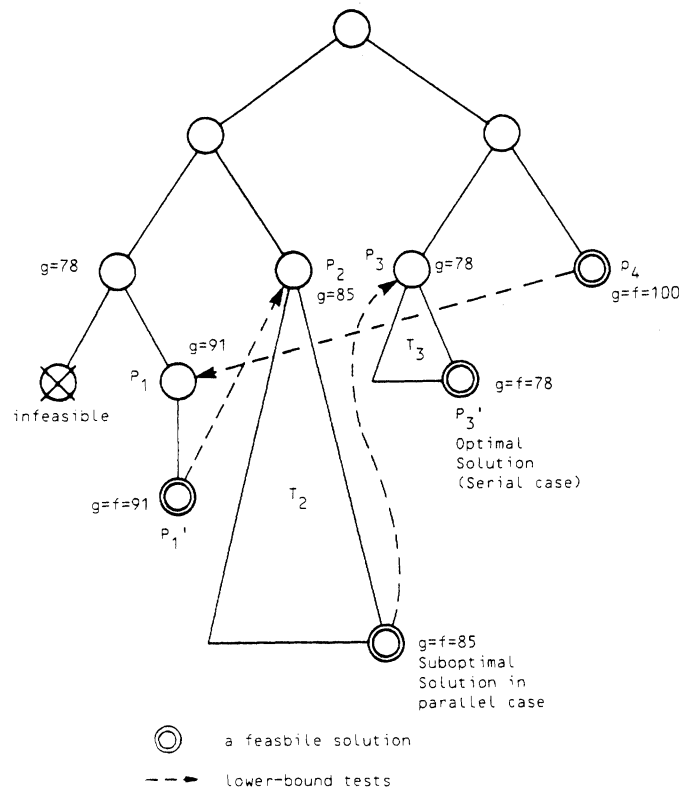 g=78
P2
g=85
P3
g=78
P4
g=f=100
g=91
P1
T3
infeasible
g=f=78
P3'
Optimal
Solution
(Serial case)
g=f=91
P1'
T2
g=f=85
Suboptimal
Solution in
parallel case
a feasbile solution
lower-bound tests